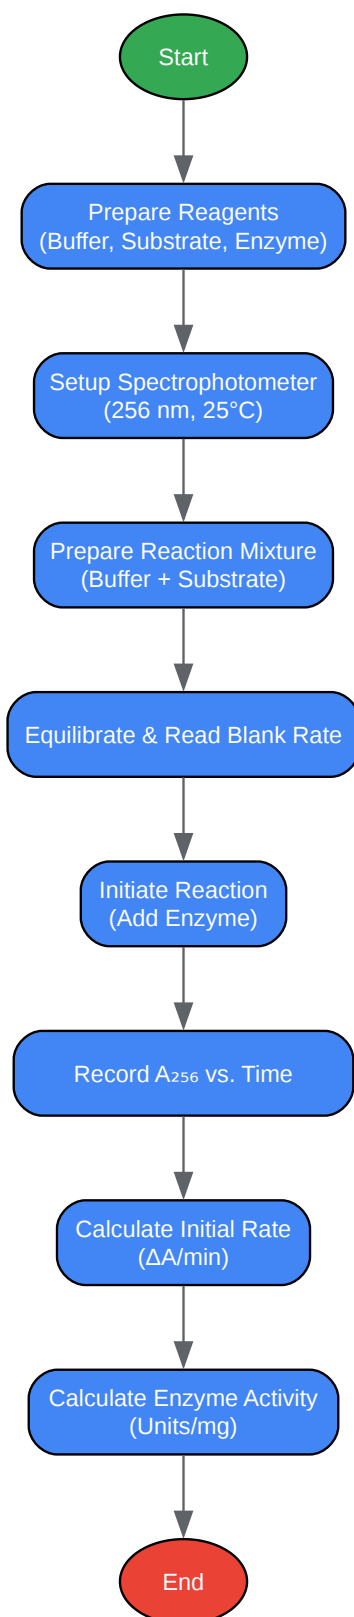 Start
Prepare Reagents
(Buffer, Substrate, Enzyme)
Setup Spectrophotometer
(256 nm, 25°C)
Prepare Reaction Mixture
(Buffer + Substrate)
Equilibrate & Read Blank Rate
Initiate Reaction
(Add Enzyme)
Record A₂₅₆ vs. Time
Calculate Initial Rate
(ΔA/min)
Calculate Enzyme Activity
(Units/mg)
End